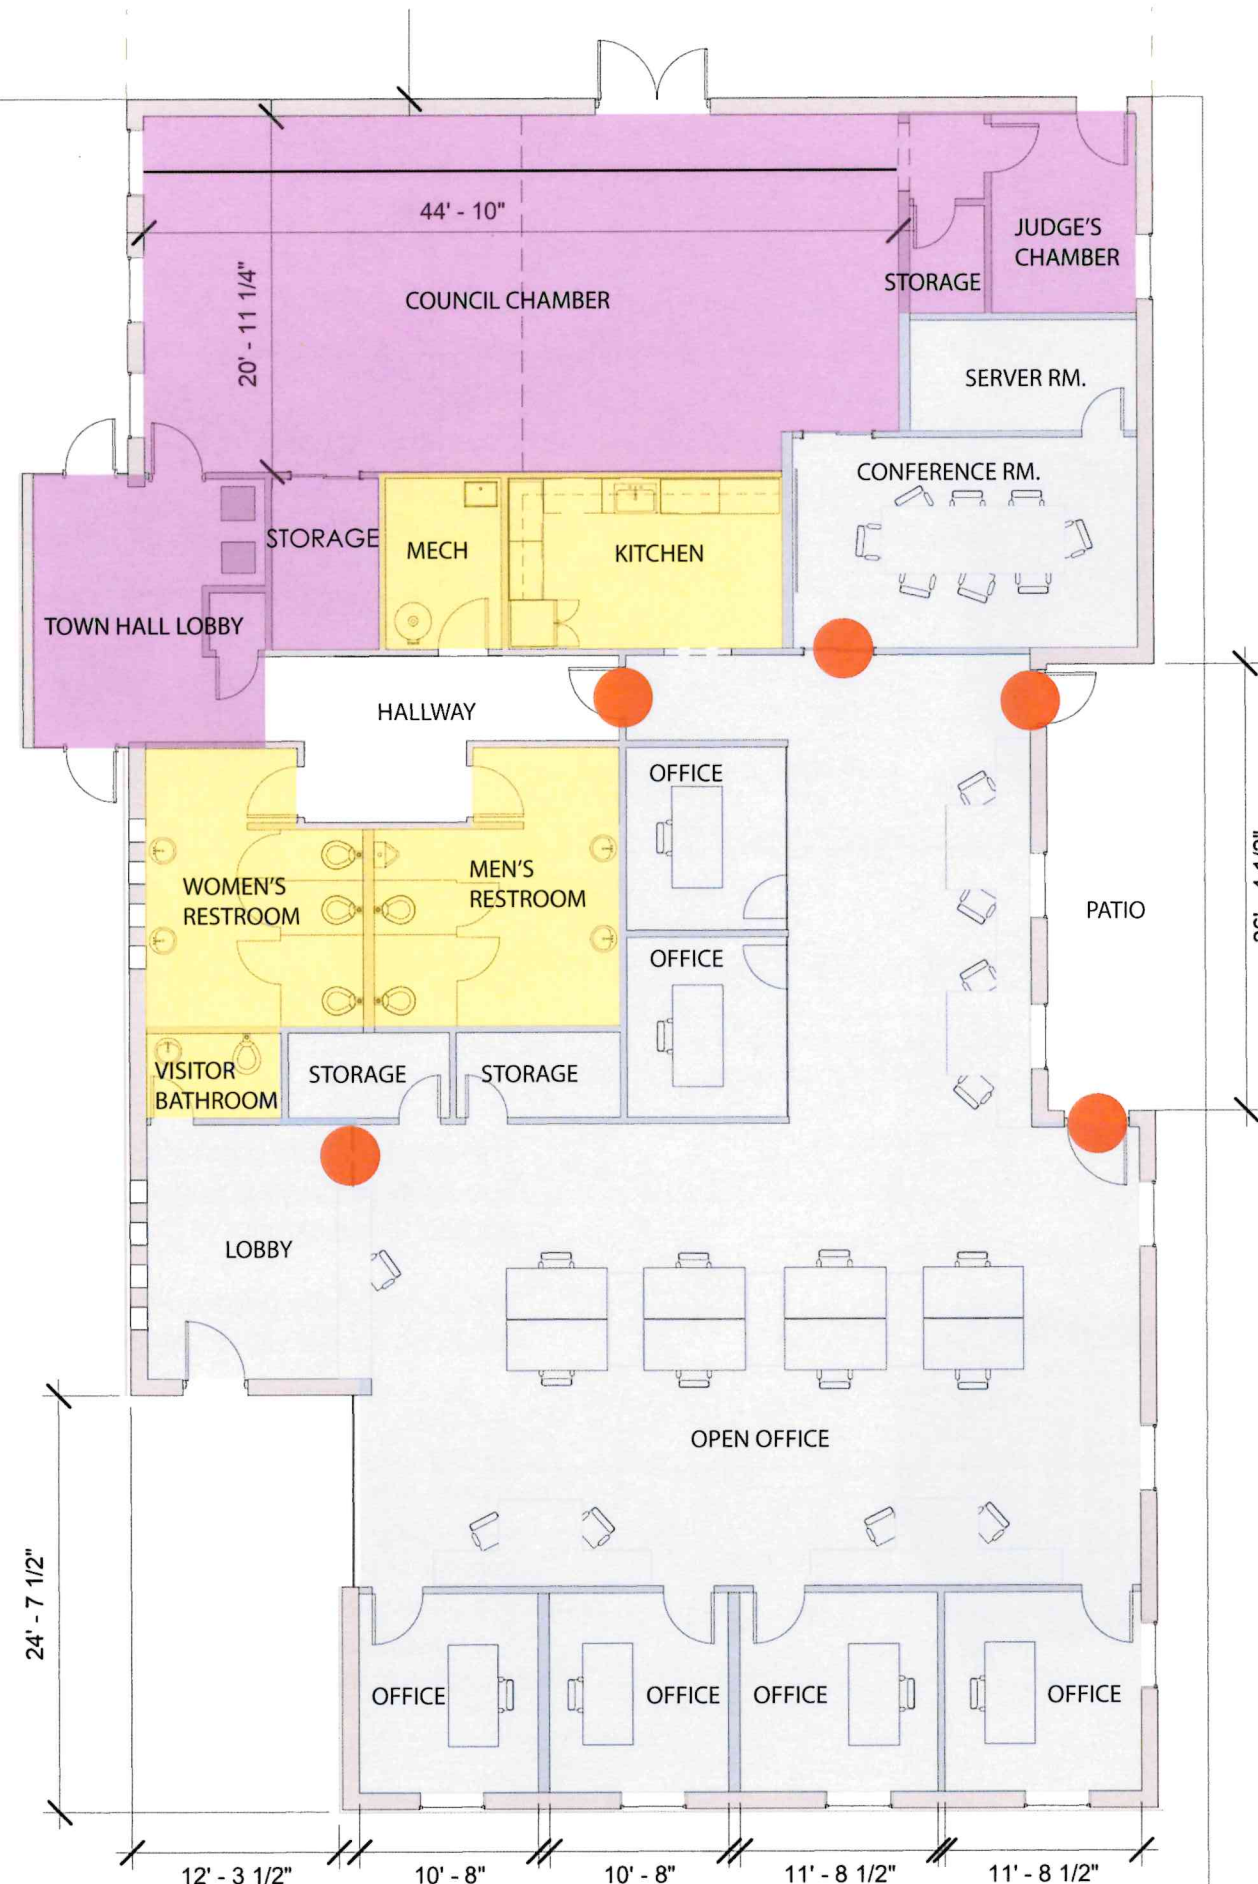 44' - 10"
20' - 11 1/4"
COUNCIL CHAMBER
JUDGE'S
CHAMBER
STORAGE
SERVER RM.
CONFERENCE RM.
STORAGE
MECH
KITCHEN
TOWN HALL LOBBY
HALLWAY
OFFICE
WOMEN'S
RESTROOM
MEN'S
RESTROOM
PATIO
OFFICE
VISITOR
BATHROOM
STORAGE
STORAGE
LOBBY
OPEN OFFICE
24' - 7 1/2"
OFFICE
OFFICE
OFFICE
OFFICE
12' - 3 1/2"
10' - 8"
10' - 8"
11' - 8 1/2"
11' - 8 1/2"